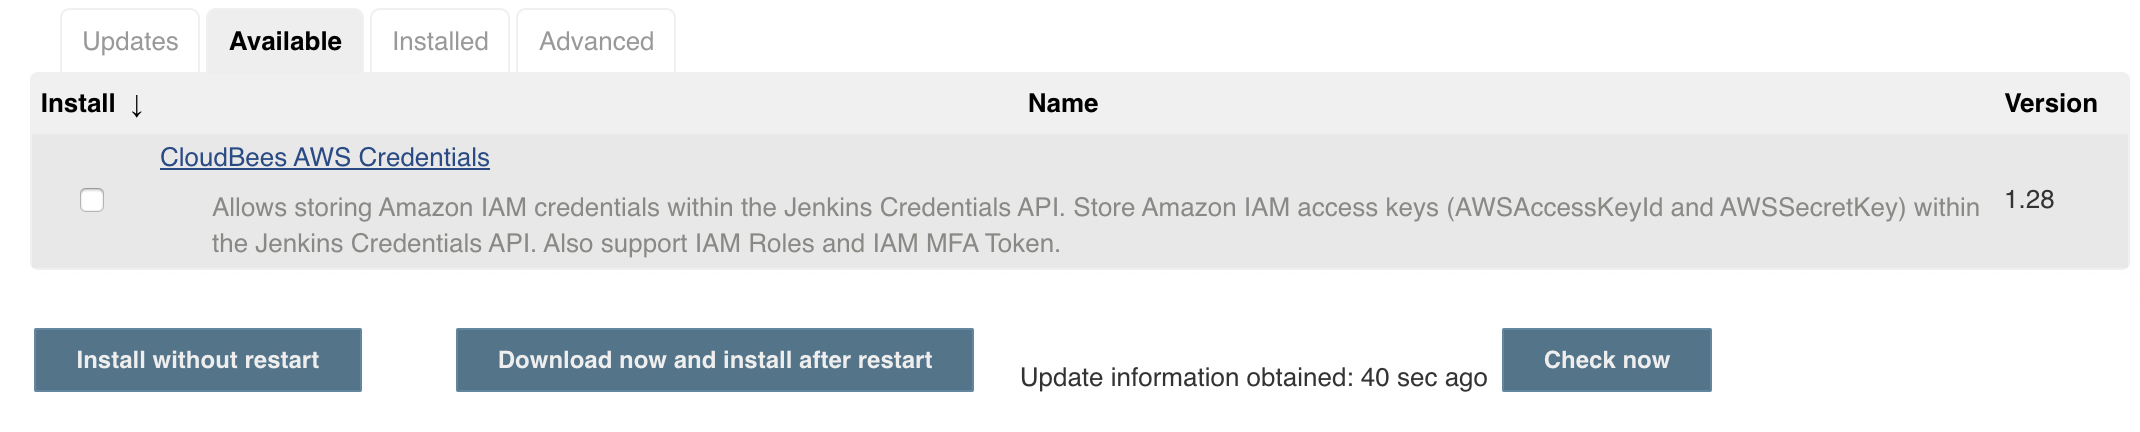 Updates Available Installed Advanced
Install ↓ Name Version
CloudBees AWS Credentials
Allows storing Amazon IAM credentials within the Jenkins Credentials API. Store Amazon IAM access keys (AWSAccessKeyId and AWSSecretKey) within
the Jenkins Credentials API. Also support IAM Roles and IAM MFA Token.
1.28
Install without restart Download now and install after restart Update information obtained: 40 sec ago Check now